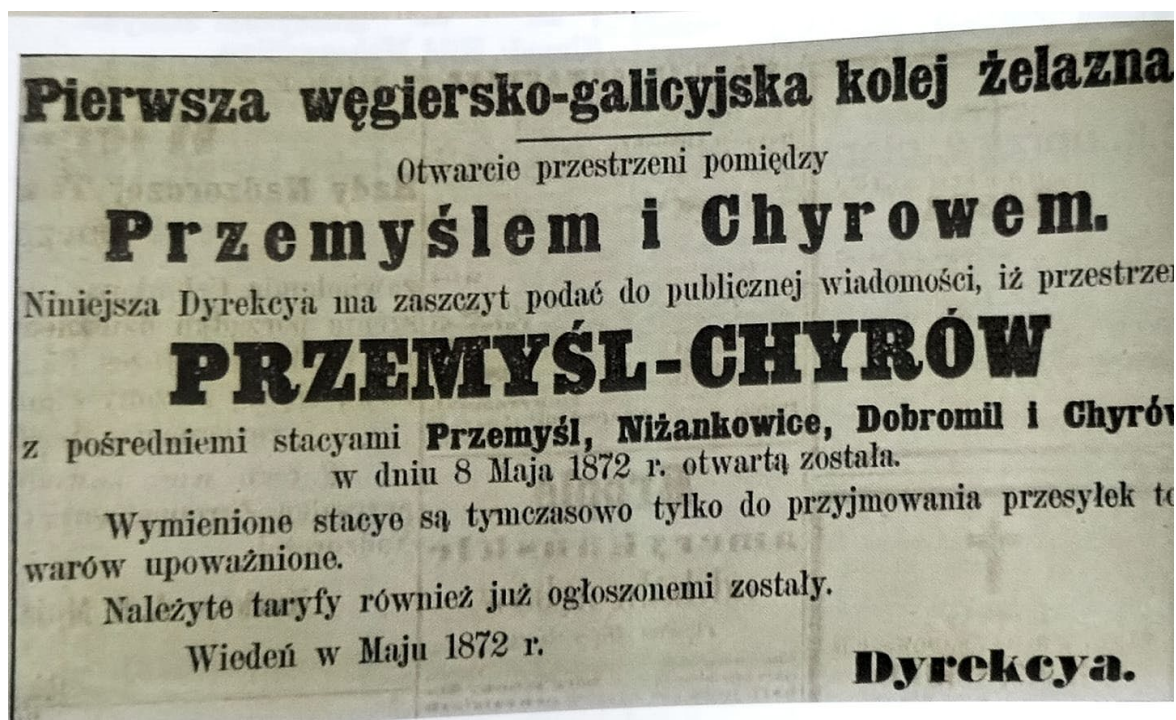 Pierwsza węgiersko-galicyjska kolej żelazna
Otwarcie przestrzeni pomiędzy
Przemyślem i Chyrowem.
Niniejsza Dyrekcya ma zaszczyt podać do publicznej wiadomości, iż przestrzeń
PRZEMYŚL-CHYRÓW
z pośredniemi stacyami Przemyśl, Niżankowice, Dobromil i Chyrów
w dniu 8 Maja 1872 r. otwartą została.
Wymienione stacye są tymczasowo tylko do przyjmowania przesyłek to-
warów upoważnione.
Należyte taryfy również już ogłoszonemi zostały.
Wiedeń w Maju 1872 r.
Dyrekcya.